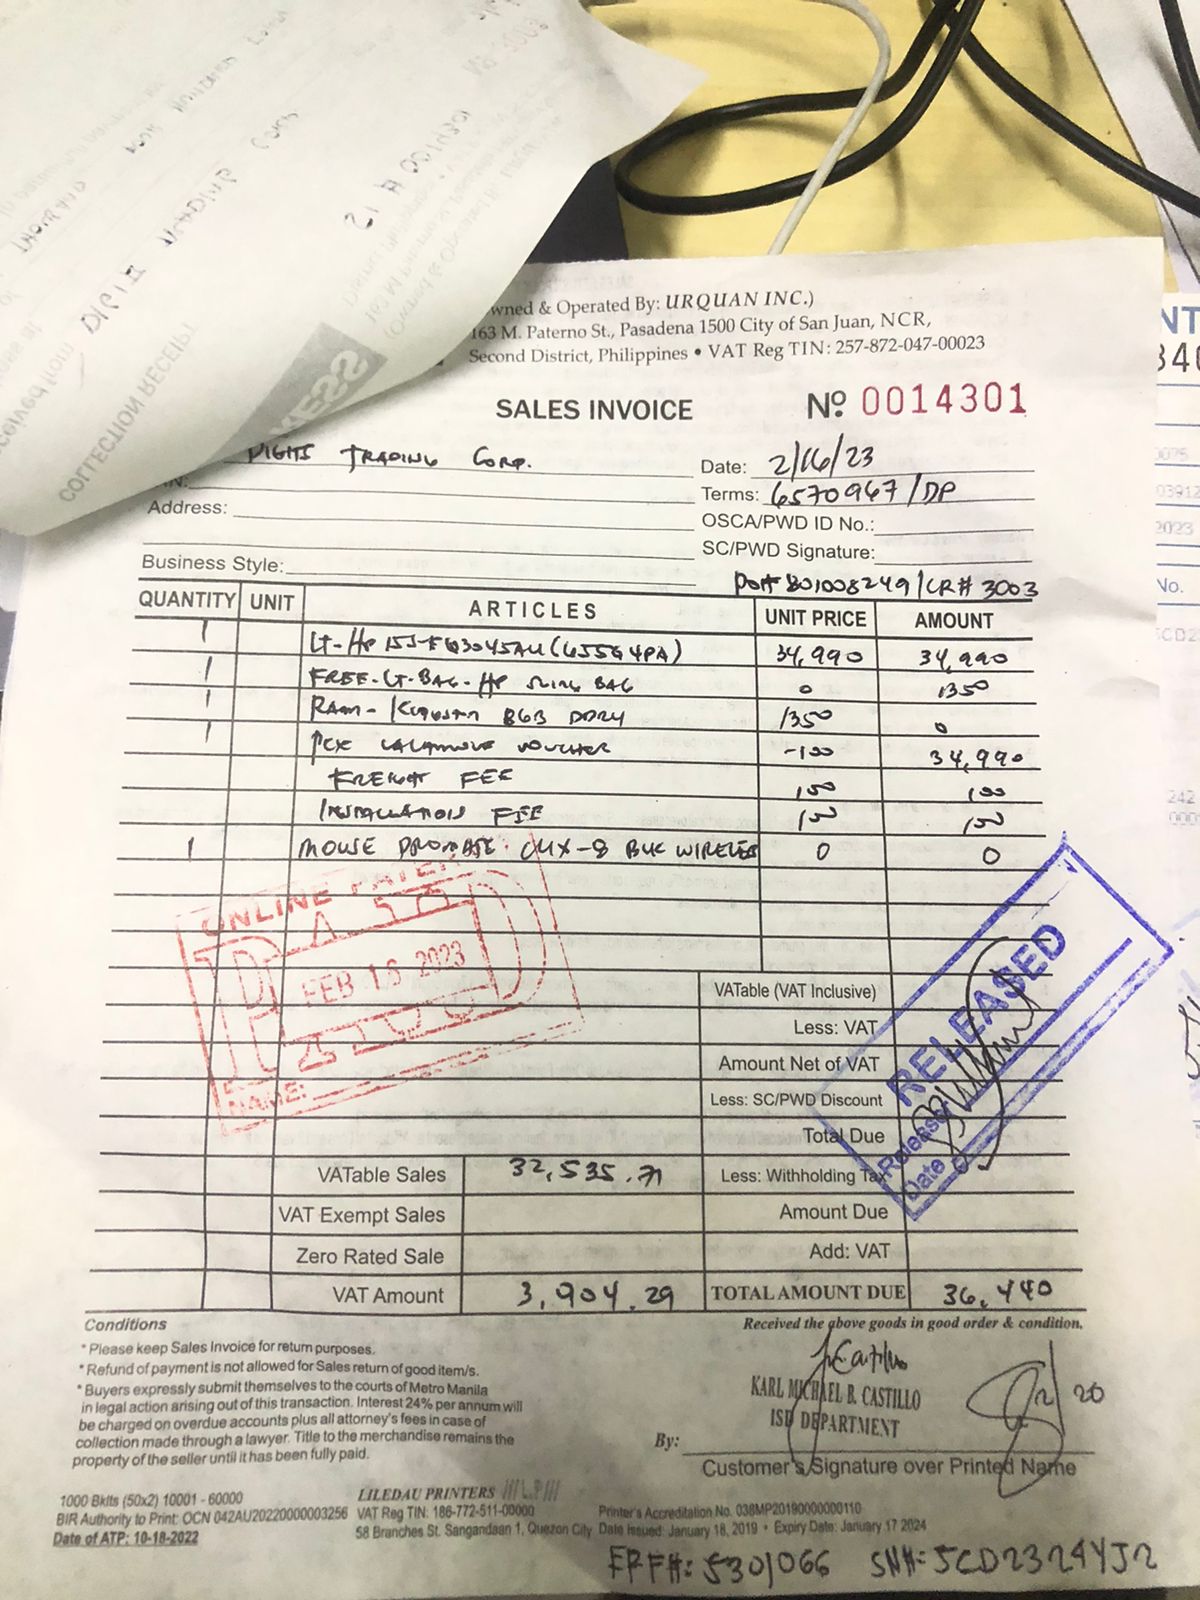 (Owned & Operated By: URQUAN INC.)
163 M. Paterno St., Pasadena 1500 City of San Juan, NCR,
Second District, Philippines • VAT Reg TIN: 257-872-047-00023
SALES INVOICE Nº 0014301
DIGITS TRADING CORP.
Date: 2/16/23
Terms: 6570967/DP
Address:
OSCA/PWD ID No.:
SC/PWD Signature:
Business Style:
PO# 801008249/CR# 3003
QUANTITY UNIT ARTICLES UNIT PRICE AMOUNT
1 LT-HP 15S-FQ3045AU(6S5G4PA) 34,990 34,990
1 FREE-LT-BAG-HP SLING BAG 0 1350
1 RAM- 8GB DDR4 1350 0
1 LALAMOVE VOUCHER -100 34,990
FREIGHT FEE 100 100
INSTALLATION FEE
1 MOUSE PROMATE CLIX-8 BLK WIRELESS 0 0
ONLINE
PAID
FEB 16 2023
PAID
NAME:
RELEASED
Release
Date
VATable (VAT Inclusive)
Less: VAT
Amount Net of VAT
Less: SC/PWD Discount
Total Due
VATable Sales 32,535.71 Less: Withholding Tax
VAT Exempt Sales Amount Due
Zero Rated Sale Add: VAT
VAT Amount 3,904.29 TOTAL AMOUNT DUE 36,440
Conditions
* Please keep Sales Invoice for return purposes.
* Refund of payment is not allowed for Sales return of good item/s.
* Buyers expressly submit themselves to the courts of Metro Manila
in legal action arising out of this transaction. Interest 24% per annum will
be charged on overdue accounts plus all attorney's fees in case of
collection made through a lawyer. Title to the merchandise remains the
property of the seller until it has been fully paid.
Received the above goods in good order & condition.
KARL MICHAEL B. CASTILLO
ISD DEPARTMENT
By:
Customer's Signature over Printed Name
1000 Bklts (50x2) 10001 - 60000
BIR Authority to Print: OCN 042AU20220000003256
Date of ATP: 10-18-2022
LILEDAU PRINTERS
VAT Reg TIN: 186-772-511-00000
58 Branches St. Sangandaan 1, Quezon City
Printer's Accreditation No. 038MP20190000000110
Date Issued: January 18, 2019 • Expiry Date: January 17 2024
FPF#: 5301066 SN#: 5CD2324YJ2
COLLECTION RECEIPT